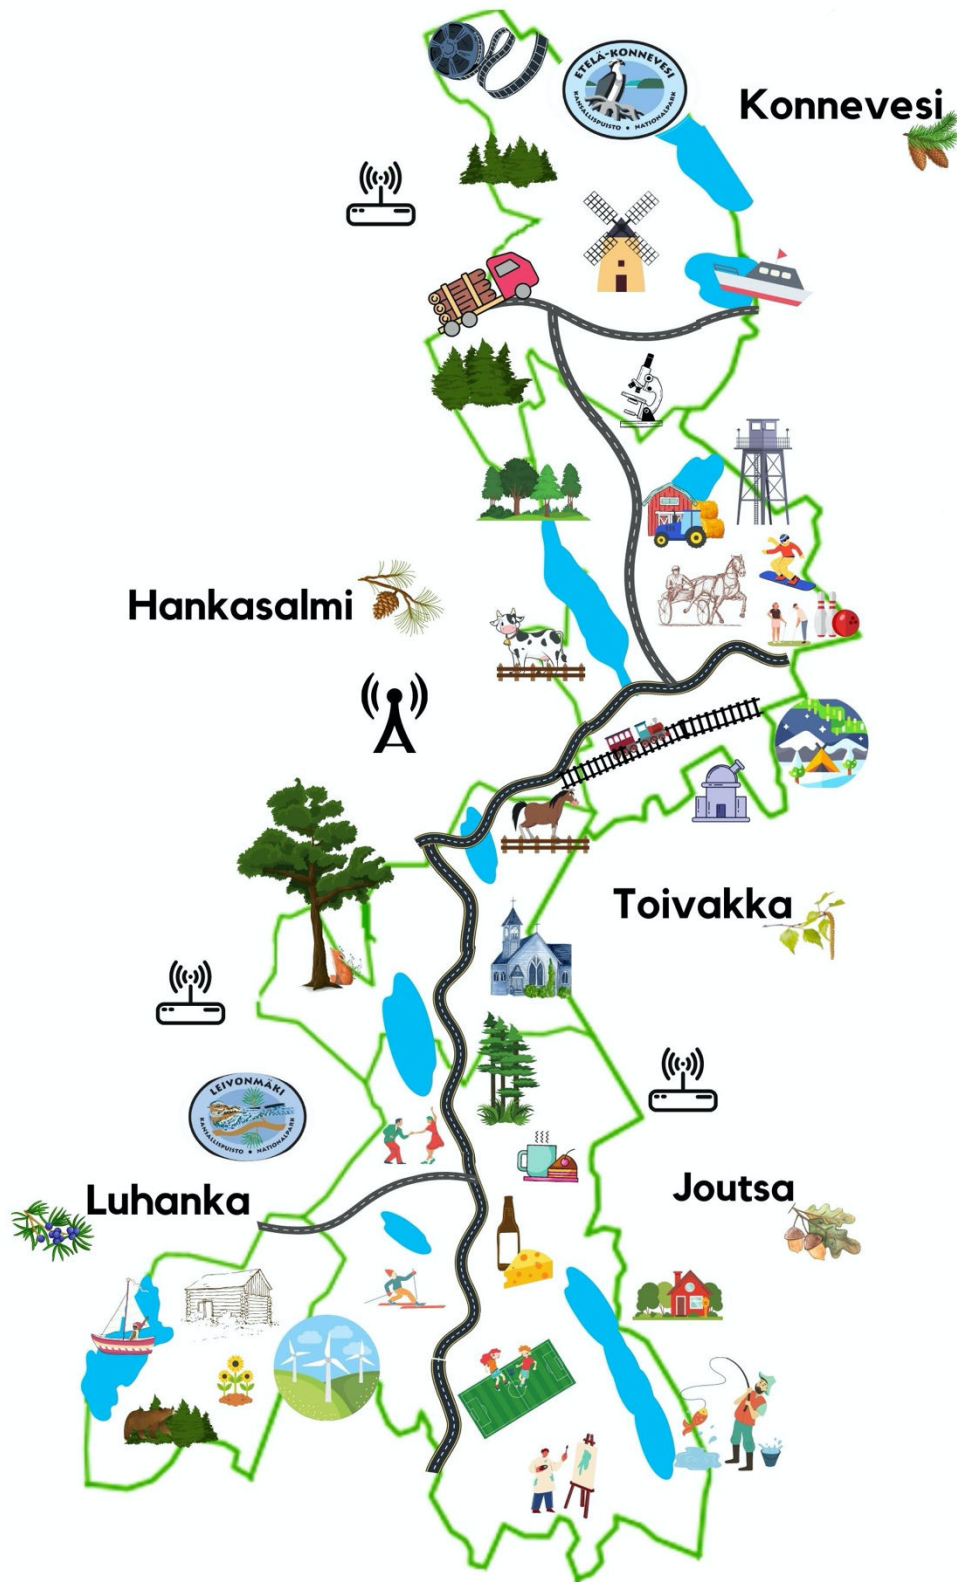 ETELÄ-KONNEVESI
KANSALLISPUISTO • NATIONALPARK
Konnevesi
Hankasalmi
Toivakka
LEIVONMÄKI
KANSALLISPUISTO • NATIONALPARK
Luhanka
Joutsa